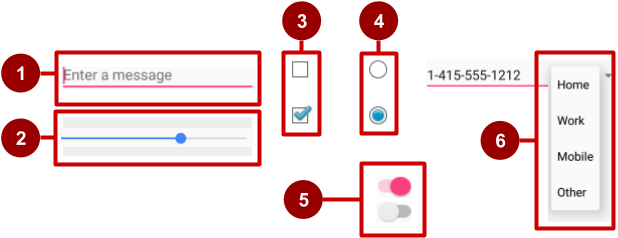 1
Enter a message
2
3
4
5
1-415-555-1212
Home
Work
Mobile
Other
6